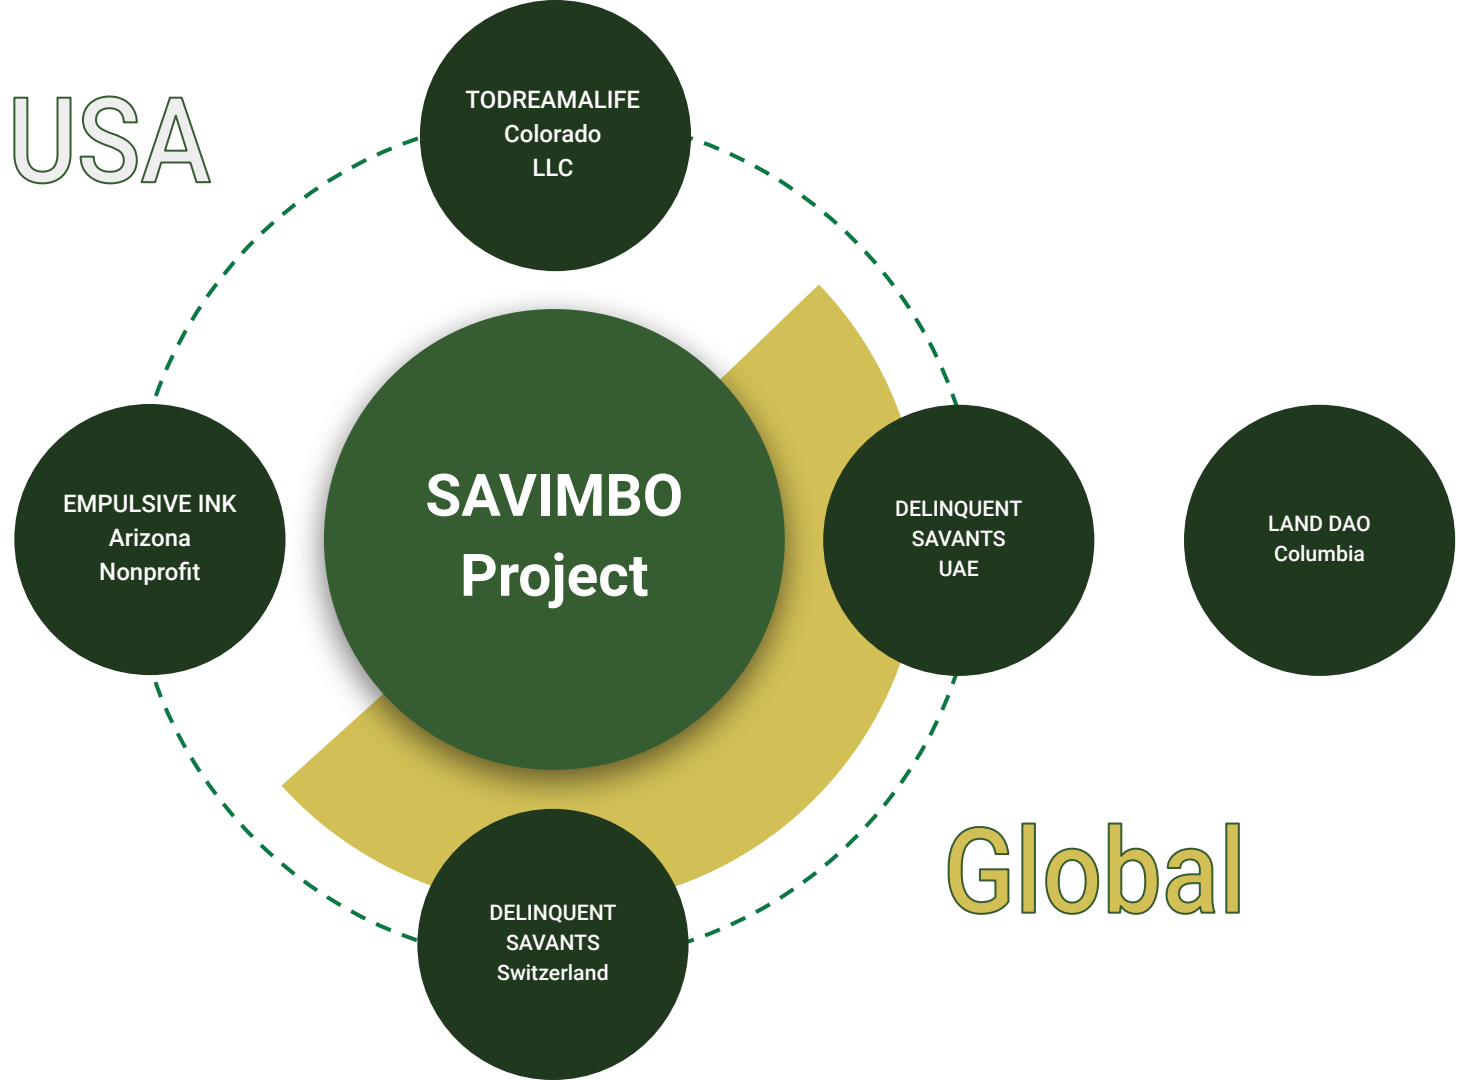 USA
TODREAMALIFE
Colorado
LLC
EMPULSIVE INK
Arizona
Nonprofit
SAVIMBO
Project
DELINQUENT
SAVANTS
UAE
LAND DAO
Columbia
DELINQUENT
SAVANTS
Switzerland
Global